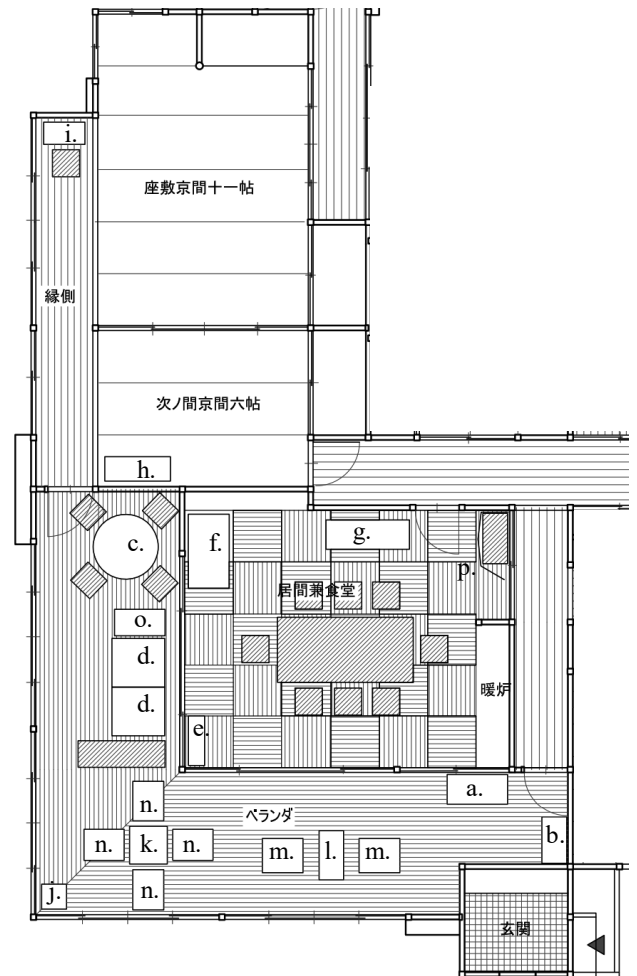 i.
座敷京間十一帖
縁側
次ノ間京間六帖
h.
c.
f.
g.
p.
居間兼食堂
o.
d.
d.
暖炉
e.
a.
n.
ベランダ
b.
n.
k.
n.
m.
l.
m.
j.
n.
玄関